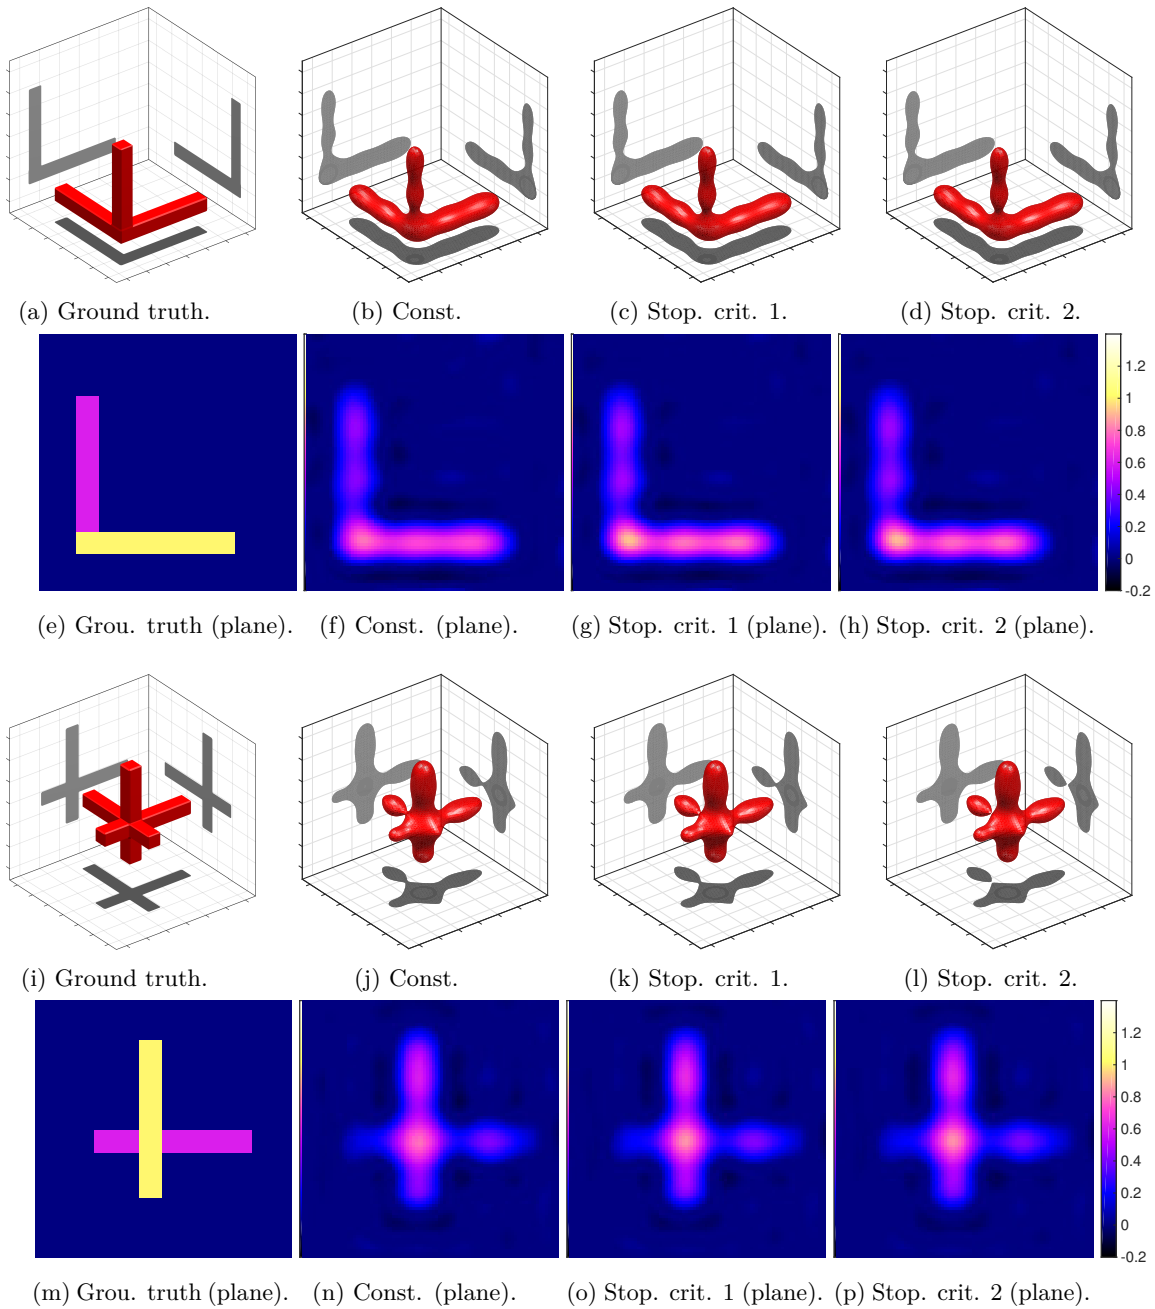 (a) Ground truth.
(b) Const.
(c) Stop. crit. 1.
(d) Stop. crit. 2.
1.2
1
0.8
0.6
0.4
0.2
0
-0.2
(e) Grou. truth (plane).
(f) Const. (plane).
(g) Stop. crit. 1 (plane).
(h) Stop. crit. 2 (plane).
(i) Ground truth.
(j) Const.
(k) Stop. crit. 1.
(l) Stop. crit. 2.
1.2
1
0.8
0.6
0.4
0.2
0
-0.2
(m) Grou. truth (plane).
(n) Const. (plane).
(o) Stop. crit. 1 (plane).
(p) Stop. crit. 2 (plane).